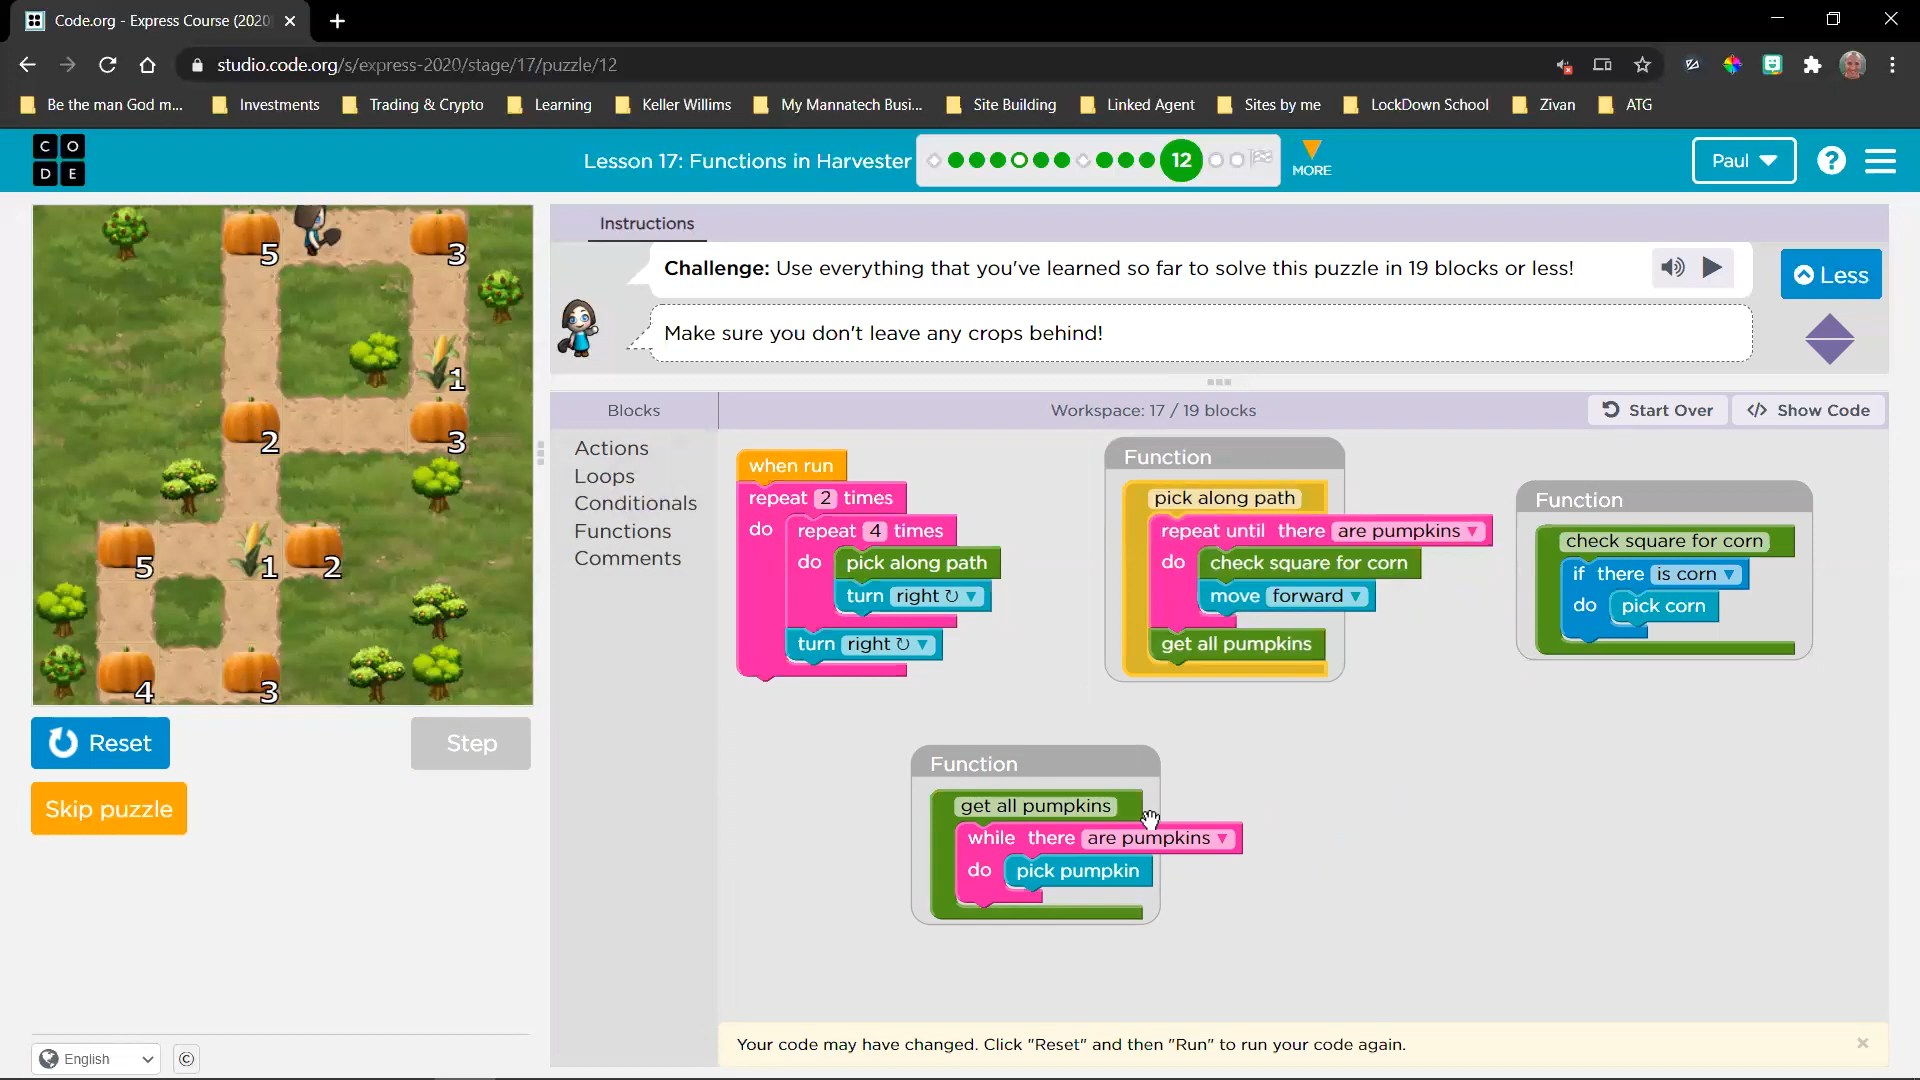 Code.org - Express Course (2020)
studio.code.org/s/express-2020/stage/17/puzzle/12
Be the man God m...
Investments
Trading & Crypto
Learning
Keller Willims
My Mannatech Busi...
Site Building
Linked Agent
Sites by me
LockDown School
Zivan
ATG
C O
D E
Lesson 17: Functions in Harvester
12
MORE
Paul
?
5
3
1
2
3
5
1
2
4
3
Reset
Step
Skip puzzle
English
©
Instructions
Challenge: Use everything that you've learned so far to solve this puzzle in 19 blocks or less!
Less
Make sure you don't leave any crops behind!
Blocks
Workspace: 17 / 19 blocks
Start Over
</> Show Code
Actions
Loops
Conditionals
Functions
Comments
when run
repeat 2 times
do repeat 4 times
do pick along path
turn right ↻ ▼
turn right ↻ ▼
Function
pick along path
repeat until there are pumpkins ▼
do check square for corn
move forward ▼
get all pumpkins
Function
check square for corn
if there is corn ▼
do pick corn
Function
get all pumpkins
while there are pumpkins ▼
do pick pumpkin
Your code may have changed. Click "Reset" and then "Run" to run your code again.